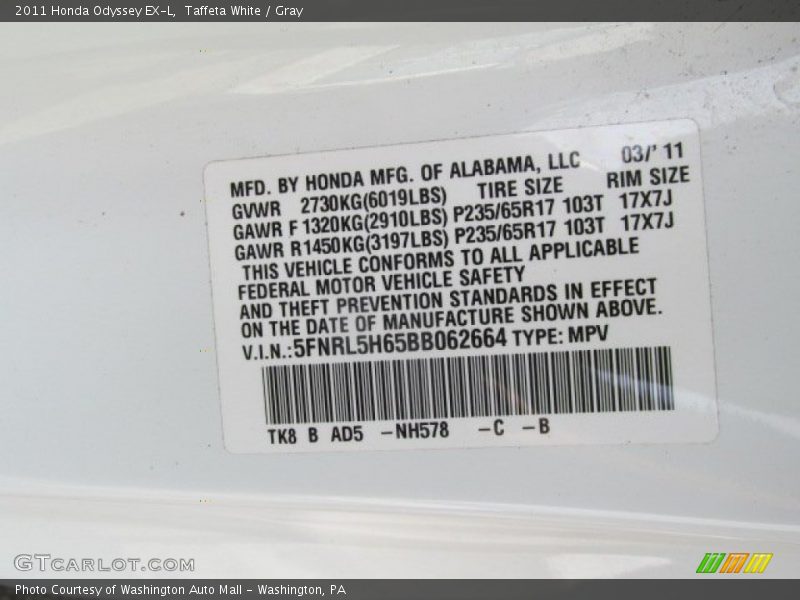 2011 Honda Odyssey EX-L,  Taffeta White / Gray
MFD. BY HONDA MFG. OF ALABAMA, LLC 03/' 11
GVWR 2730KG(6019LBS) TIRE SIZE RIM SIZE
GAWR F 1320KG(2910LBS) P235/65R17 103T 17X7J
GAWR R1450KG(3197LBS) P235/65R17 103T 17X7J
THIS VEHICLE CONFORMS TO ALL APPLICABLE
FEDERAL MOTOR VEHICLE SAFETY
AND THEFT PREVENTION STANDARDS IN EFFECT
ON THE DATE OF MANUFACTURE SHOWN ABOVE.
V.I.N.:5FNRL5H65BB062664 TYPE: MPV
TK8 B AD5 -NH578 -C -B
GTCARLOT.COM
Photo Courtesy of Washington Auto Mall - Washington, PA